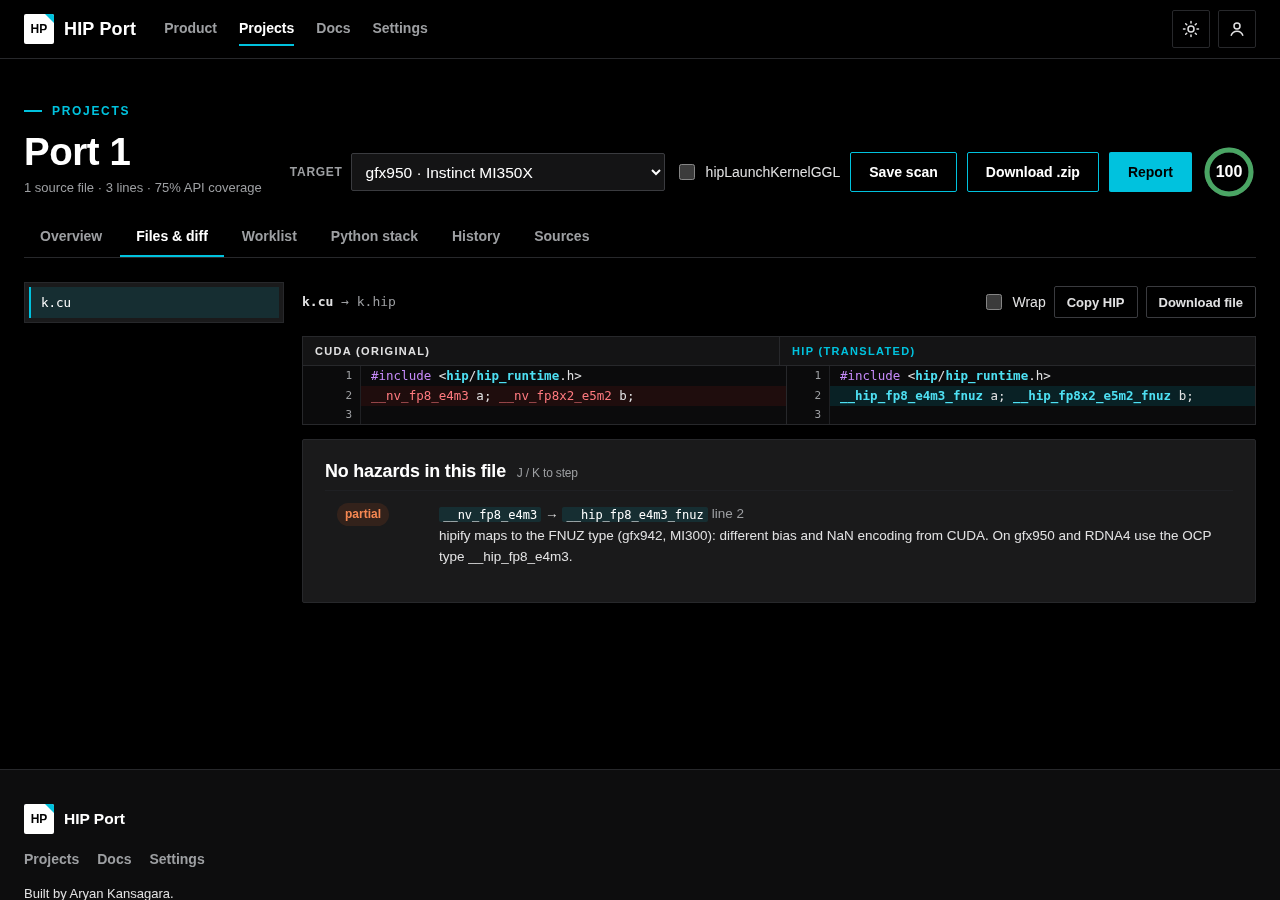 HP HIP Port Product Projects Docs Settings
PROJECTS
Port 1
1 source file · 3 lines · 75% API coverage
TARGET gfx950 · Instinct MI350X hipLaunchKernelGGL Save scan Download .zip Report 100
Overview Files & diff Worklist Python stack History Sources
k.cu
k.cu → k.hip Wrap Copy HIP Download file
CUDA (ORIGINAL) HIP (TRANSLATED)
1 #include <hip/hip_runtime.h> 1 #include <hip/hip_runtime.h>
2 __nv_fp8_e4m3 a; __nv_fp8x2_e5m2 b; 2 __hip_fp8_e4m3_fnuz a; __hip_fp8x2_e5m2_fnuz b;
3 3
No hazards in this file J / K to step
partial __nv_fp8_e4m3 → __hip_fp8_e4m3_fnuz line 2
hipify maps to the FNUZ type (gfx942, MI300): different bias and NaN encoding from CUDA. On gfx950 and RDNA4 use the OCP
type __hip_fp8_e4m3.
HP HIP Port
Projects Docs Settings
Built by Aryan Kansagara.